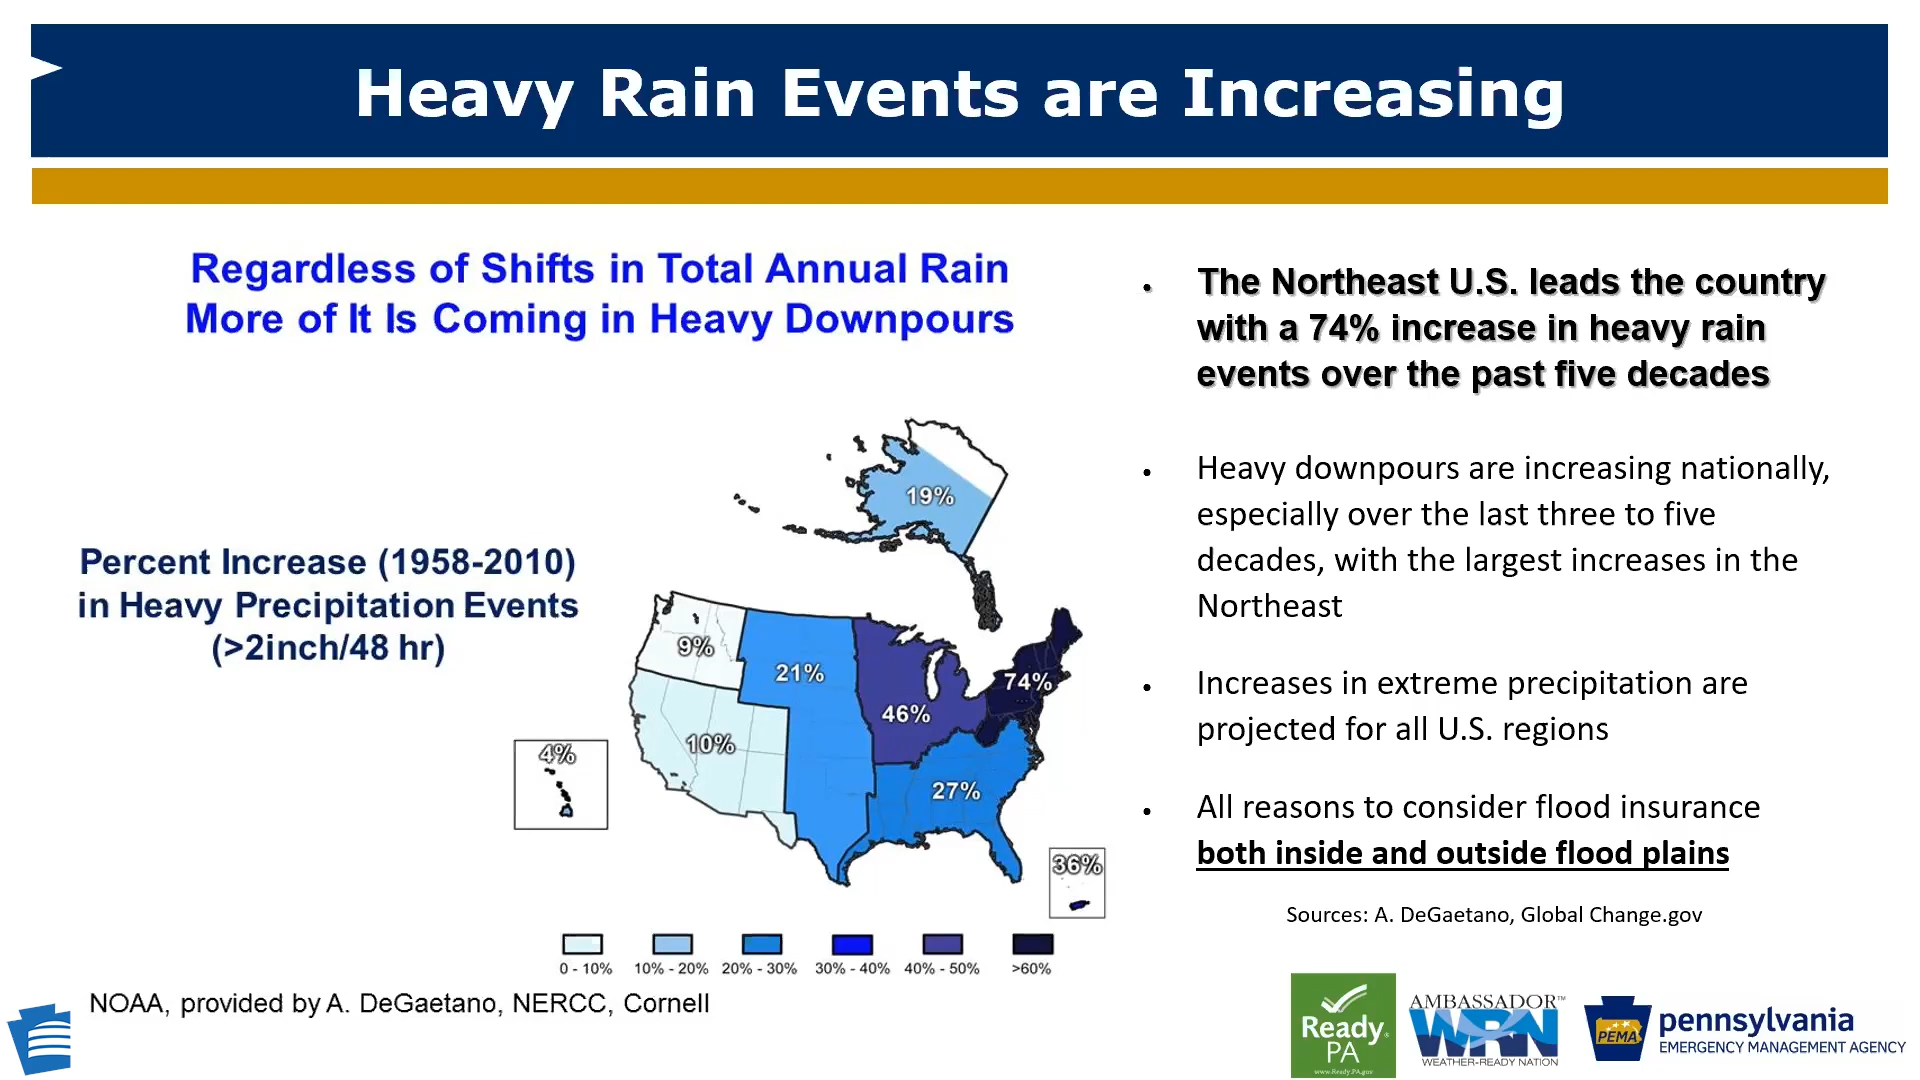 Heavy Rain Events are Increasing
Regardless of Shifts in Total Annual Rain
More of It Is Coming in Heavy Downpours
Percent Increase (1958-2010)
in Heavy Precipitation Events
(>2inch/48 hr)
19%
9%
21%
74%
46%
10%
4%
27%
36%
0 - 10%
10% - 20%
20% - 30%
30% - 40%
40% - 50%
>60%
NOAA, provided by A. DeGaetano, NERCC, Cornell
• The Northeast U.S. leads the country
with a 74% increase in heavy rain
events over the past five decades
• Heavy downpours are increasing nationally,
especially over the last three to five
decades, with the largest increases in the
Northeast
• Increases in extreme precipitation are
projected for all U.S. regions
• All reasons to consider flood insurance
both inside and outside flood plains
Sources: A. DeGaetano, Global Change.gov
Ready
PA
www.Ready.PA.gov
AMBASSADOR™
WRN
WEATHER-READY NATION
PEMA
pennsylvania
EMERGENCY MANAGEMENT AGENCY